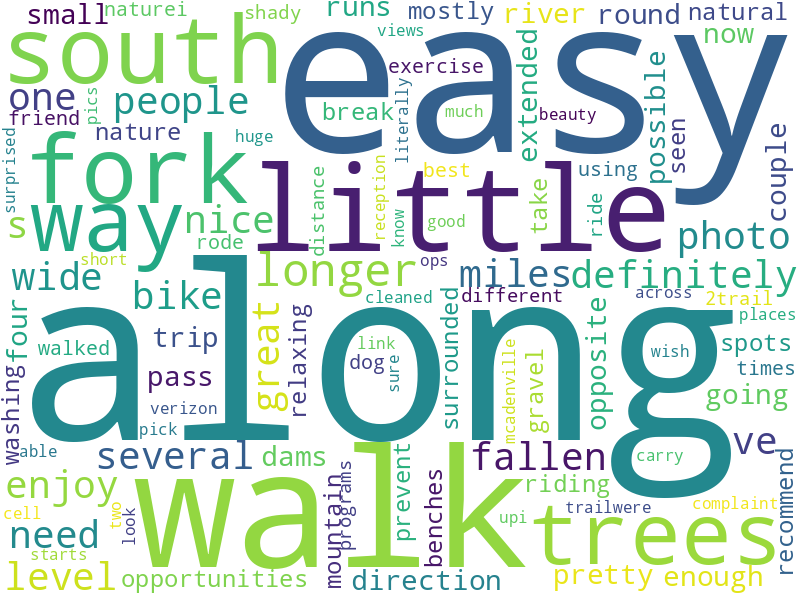 small
naturei
shady
runs
mostly
river
round
natural
south
easy
views
now
one
people
exercise
extended
possible
friend
pics
break
literally
much
beauty
seen
couple
nature
huge
surprised
fork
little
best
using
way
nice
distance
reception
know
good
take
ride
s
rode
photo
short
longer
ops
miles
definitely
wide
bike
along
cleaned
different
across
2trail
places
four
great
relaxing
surrounded
opposite
walked
trip
link
wish
spots
dog
sure
mcadenville
gravel
times
washing
pass
verizon
going
pick
able
several
dams
prevent
walk
fallen
carry
ve
enjoy
mountain
programs
benches
riding
recommend
cell
two
look
upi
trailwere
complaint
need
trees
starts
level
opportunities
direction
pretty
enough